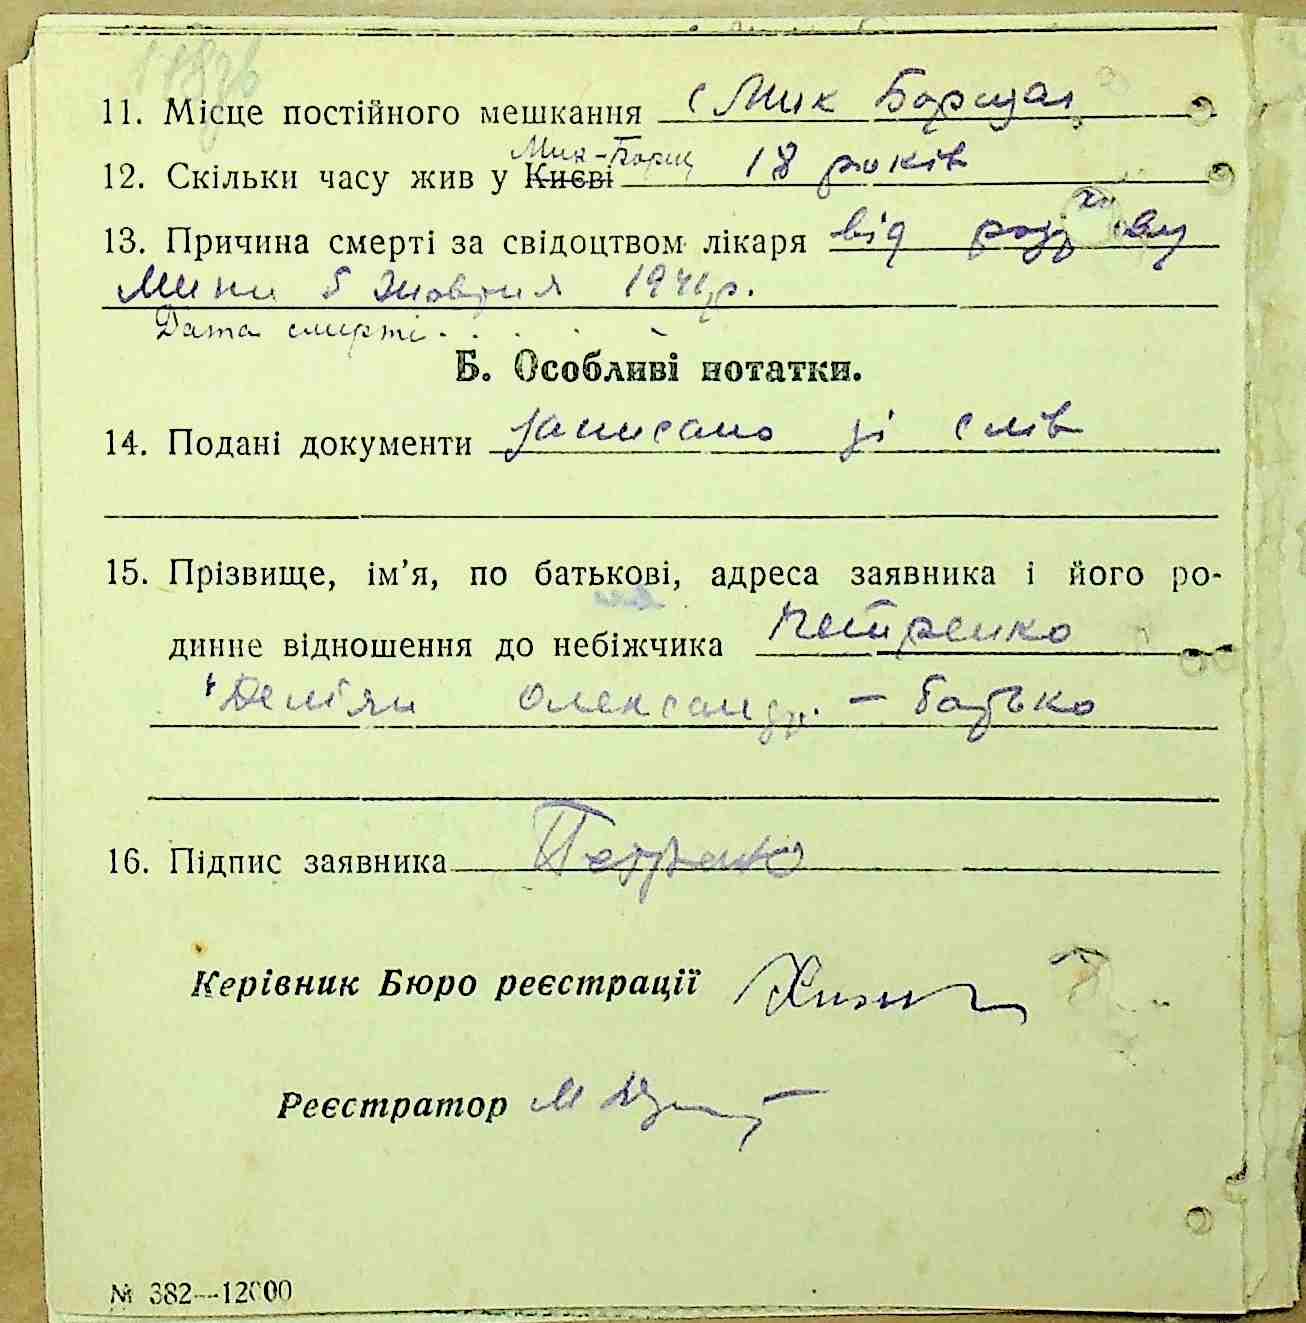 11. Місце постійного мешкання с Мик Борщаг.
Мик-Борщ
12. Скільки часу жив у Києві 18 років
13. Причина смерті за свідоцтвом лікаря від розриву
Мини 5 Жовтня 1941р.
Дата смерті . . . . -
Б. Особливі нотатки.
14. Подані документи записано зі слів
15. Прізвище, ім’я, по батькові, адреса заявника і його ро-
динне відношення до небіжчика Петренко
Дем'ян Олександр. – батько
16. Підпис заявника Петренко
Керівник Бюро реєстрації
Реєстратор М
№ 382—12000